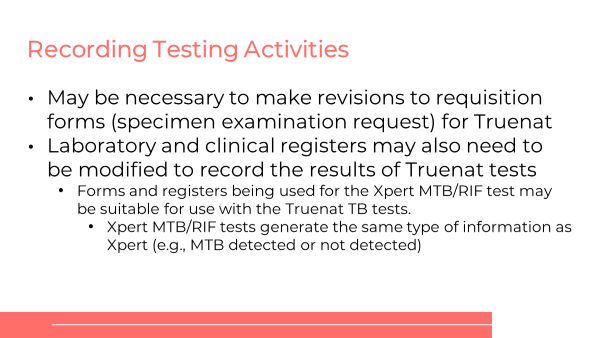 Recording Testing Activities
• May be necessary to make revisions to requisition
forms (specimen examination request) for Truenat
• Laboratory and clinical registers may also need to
be modified to record the results of Truenat tests
• Forms and registers being used for the Xpert MTB/RIF test may
be suitable for use with the Truenat TB tests.
• Xpert MTB/RIF tests generate the same type of information as
Xpert (e.g., MTB detected or not detected)